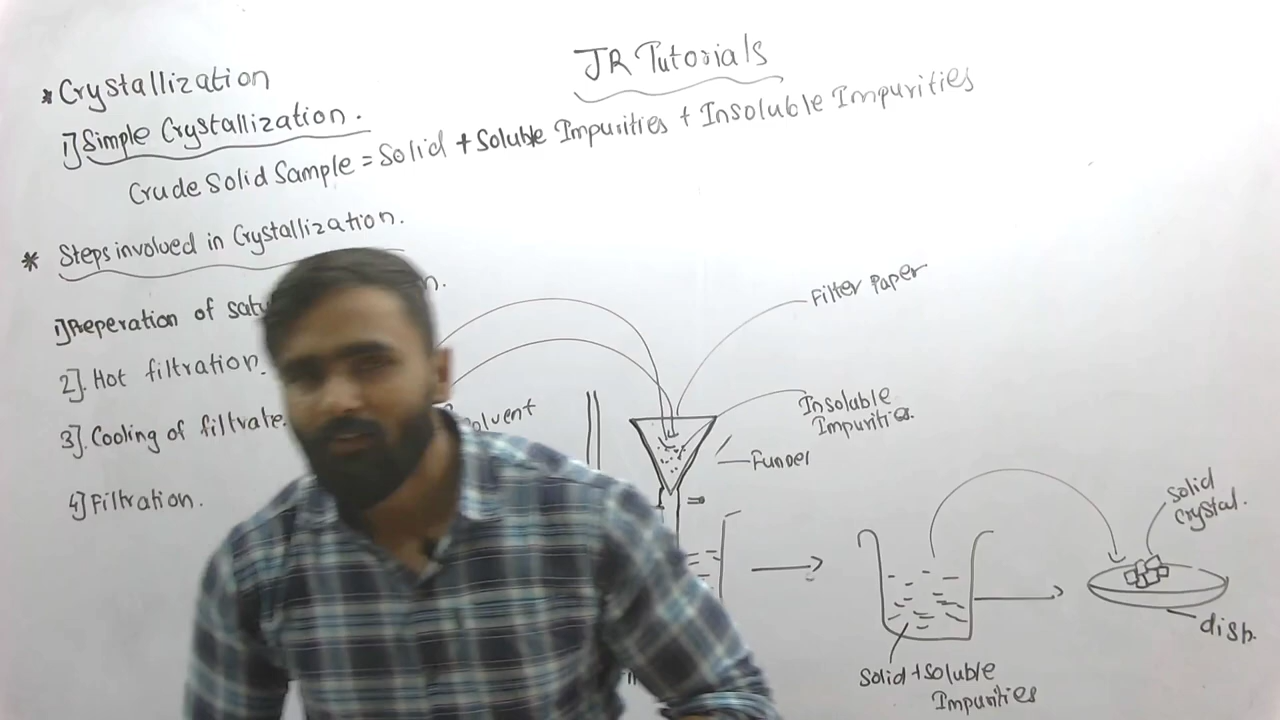 JR Tutorials
* Crystallization
1] Simple Crystallization.
Crude Solid Sample = Solid + Soluble Impurities + Insoluble Impurities
* Steps involved in Crystallization.
1] Preperation of
2]. Hot filtration.
3]. Cooling of filtrate.
4] Filtration.
Filter Paper
Insoluble
Impurities.
Funnel
Solid
Crystal.
dish.
Solid + Soluble
Impurities